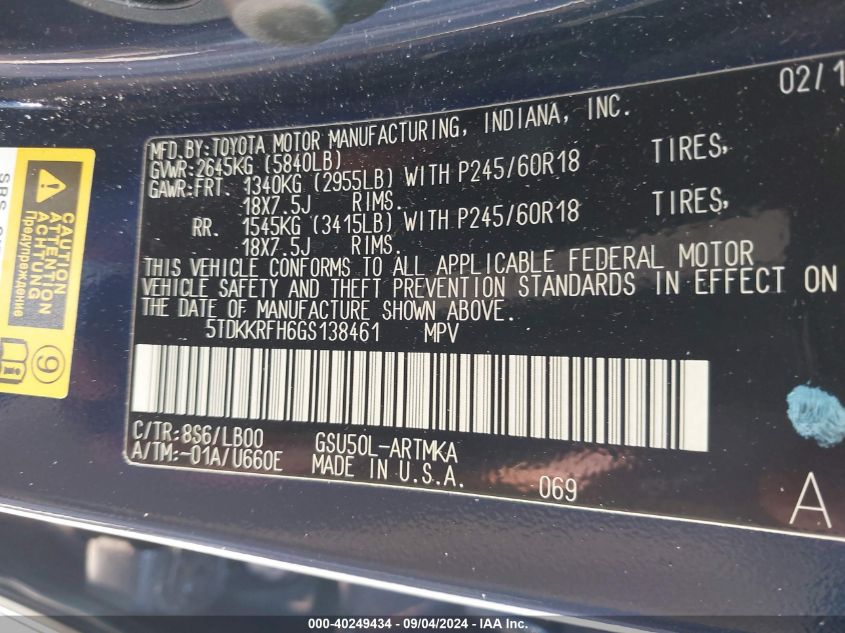 02/1
MFD.BY:TOYOTA MOTOR MANUFACTURING, INDIANA, INC.
GVWR:2645KG (5840LB)
GAWR:FRT. 1340KG (2955LB) WITH P245/60R18 TIRES,
18X7.5J RIMS.
RR. 1545KG (3415LB) WITH P245/60R18 TIRES,
18X7.5J RIMS.
THIS VEHICLE CONFORMS TO ALL APPLICABLE FEDERAL MOTOR
VEHICLE SAFETY AND THEFT PREVENTION STANDARDS IN EFFECT ON
THE DATE OF MANUFACTURE SHOWN ABOVE.
5TDKKRFH6GS138461 MPV
C/TR:8S6/LB00 GSU50L-ARTMKA
A/TM:-01A/U660E MADE IN U.S.A.
069
A
CAUTION
ATTENTION
ACHTUNG
Предупреждение
9
SRS
000-40249434 - 09/04/2024 - IAA Inc.